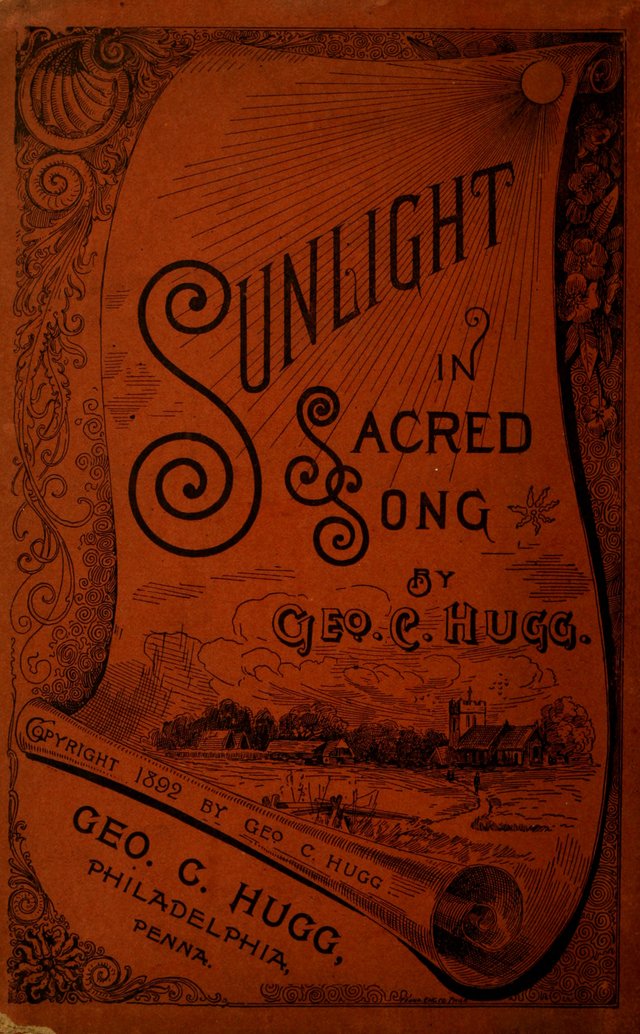 SUNLIGHT
IN
SACRED
SONG
BY
GEO. C. HUGG.
COPYRIGHT 1892 BY GEO C. HUGG
GEO. C. HUGG,
PHILADELPHIA,
PENNA.